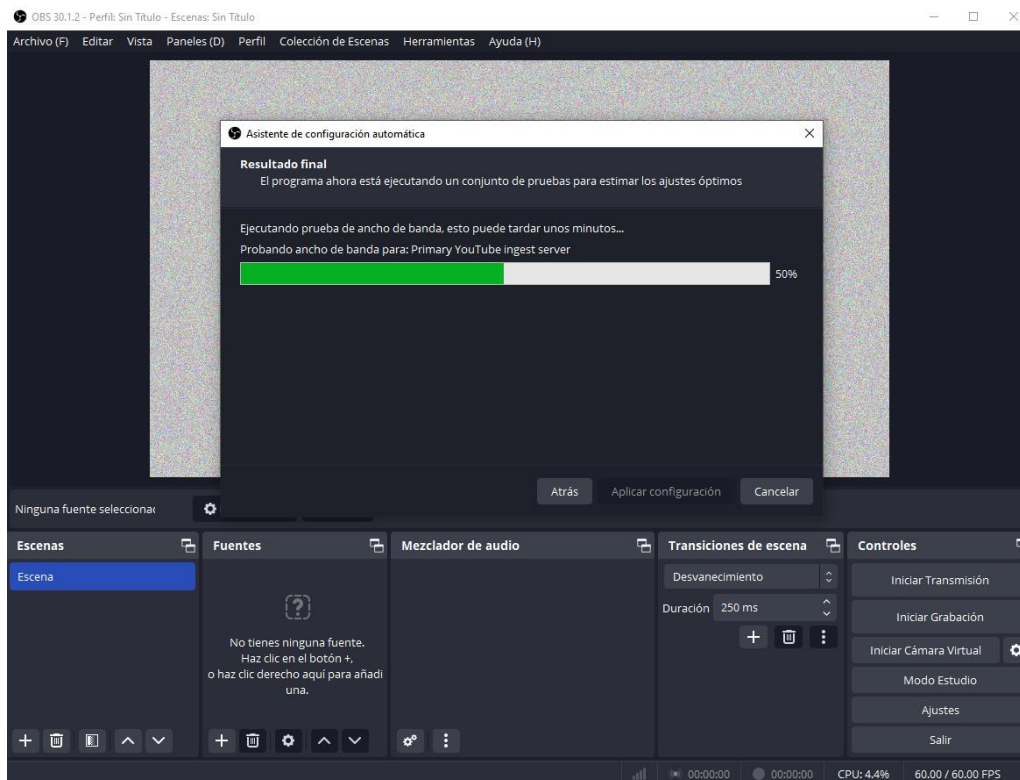 OBS 30.1.2 - Perfil: Sin Título - Escenas: Sin Título
Archivo (F) Editar Vista Paneles (D) Perfil Colección de Escenas Herramientas Ayuda (H)
Asistente de configuración automática
Resultado final
El programa ahora está ejecutando un conjunto de pruebas para estimar los ajustes óptimos
Ejecutando prueba de ancho de banda, esto puede tardar unos minutos...
Probando ancho de banda para: Primary YouTube ingest server
50%
Atrás Aplicar configuración Cancelar
Ninguna fuente seleccionac
Escenas
Escena
Fuentes
No tienes ninguna fuente.
Haz clic en el botón +,
o haz clic derecho aquí para añadi
una.
Mezclador de audio
Transiciones de escena
Desvanecimiento
Duración 250 ms
Controles
Iniciar Transmisión
Iniciar Grabación
Iniciar Cámara Virtual
Modo Estudio
Ajustes
Salir
00:00:00 00:00:00 CPU: 4.4% 60.00 / 60.00 FPS